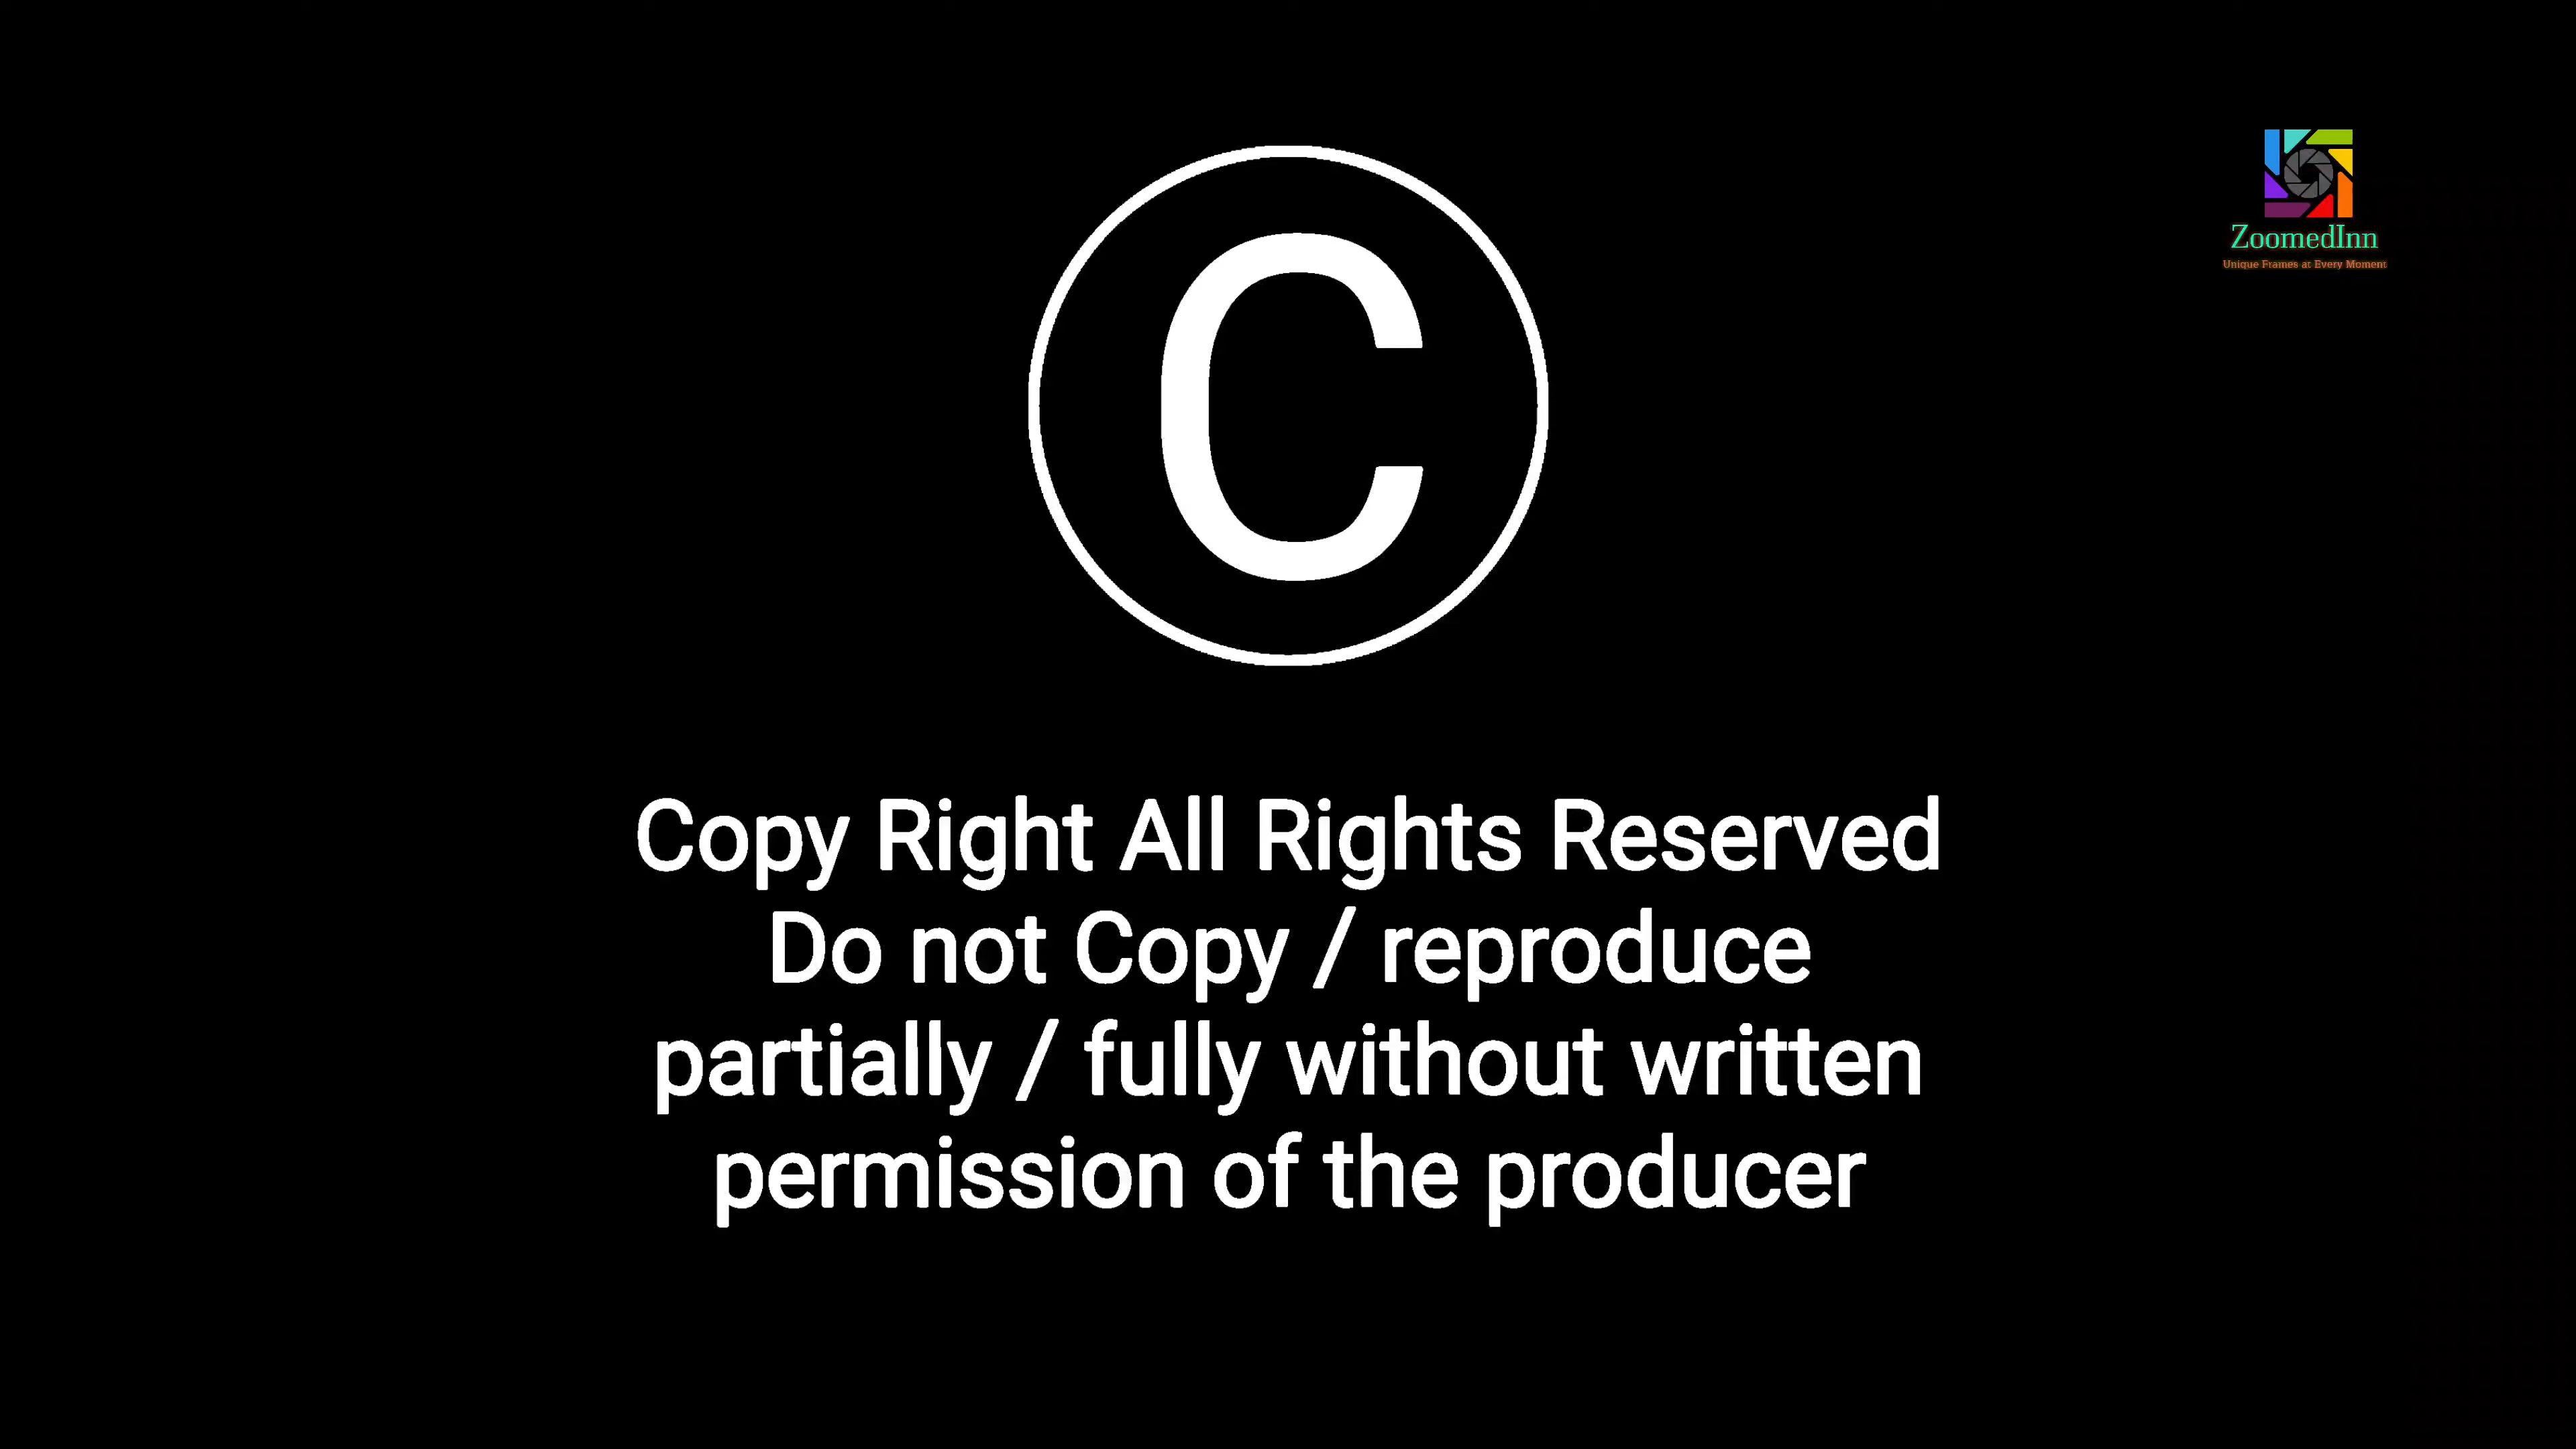 ZoomedInn
Unique Frames at Every Moment
C
Copy Right All Rights Reserved
Do not Copy / reproduce
partially / fully without written
permission of the producer